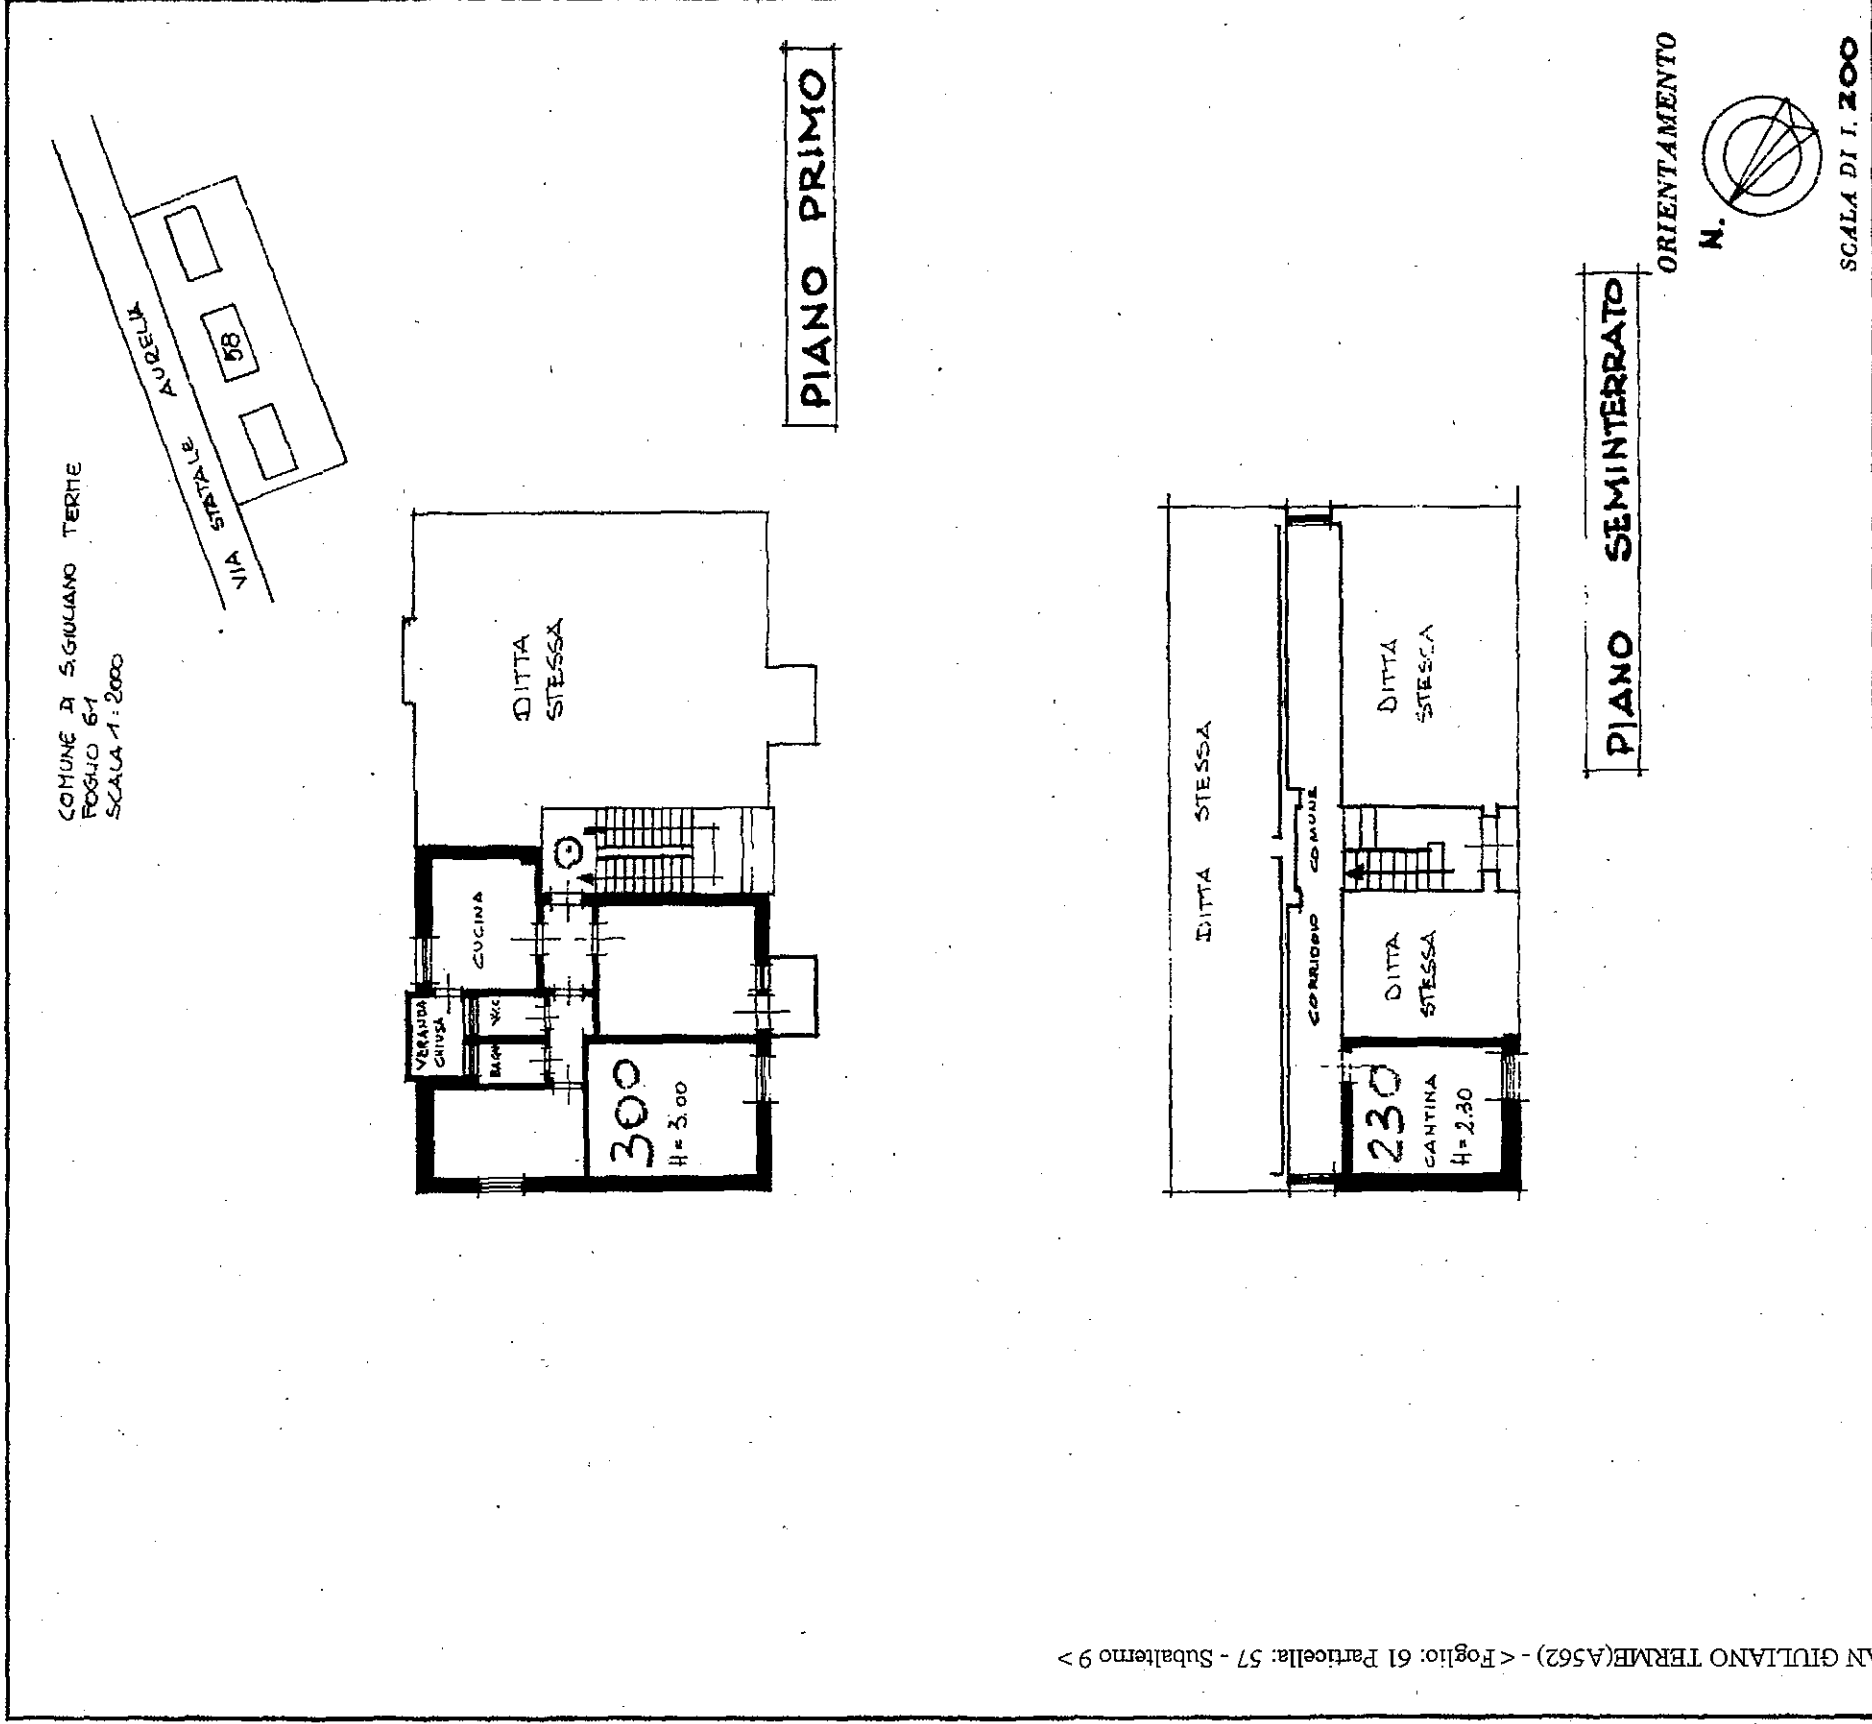 COMUNE DI S.GIULIANO TERME
FOGLIO 61
SCALA 1:2000
VIA STATALE AURELIA
58
PIANO PRIMO
DITTA
STESSA
CUCINA
VERANDA
CHIUSA
W.C.
BAGN
300
H=3.00
DITTA STESSA
CORRIDOIO COMUNE
DITTA
STESSA
DITTA
STESSA
230
CANTINA
H=2.30
PIANO SEMINTERRATO
ORIENTAMENTO
N.
SCALA DI 1. 200
AN GIULIANO TERME(A562) - < Foglio: 61 Particella: 57 - Subalterno 9 >